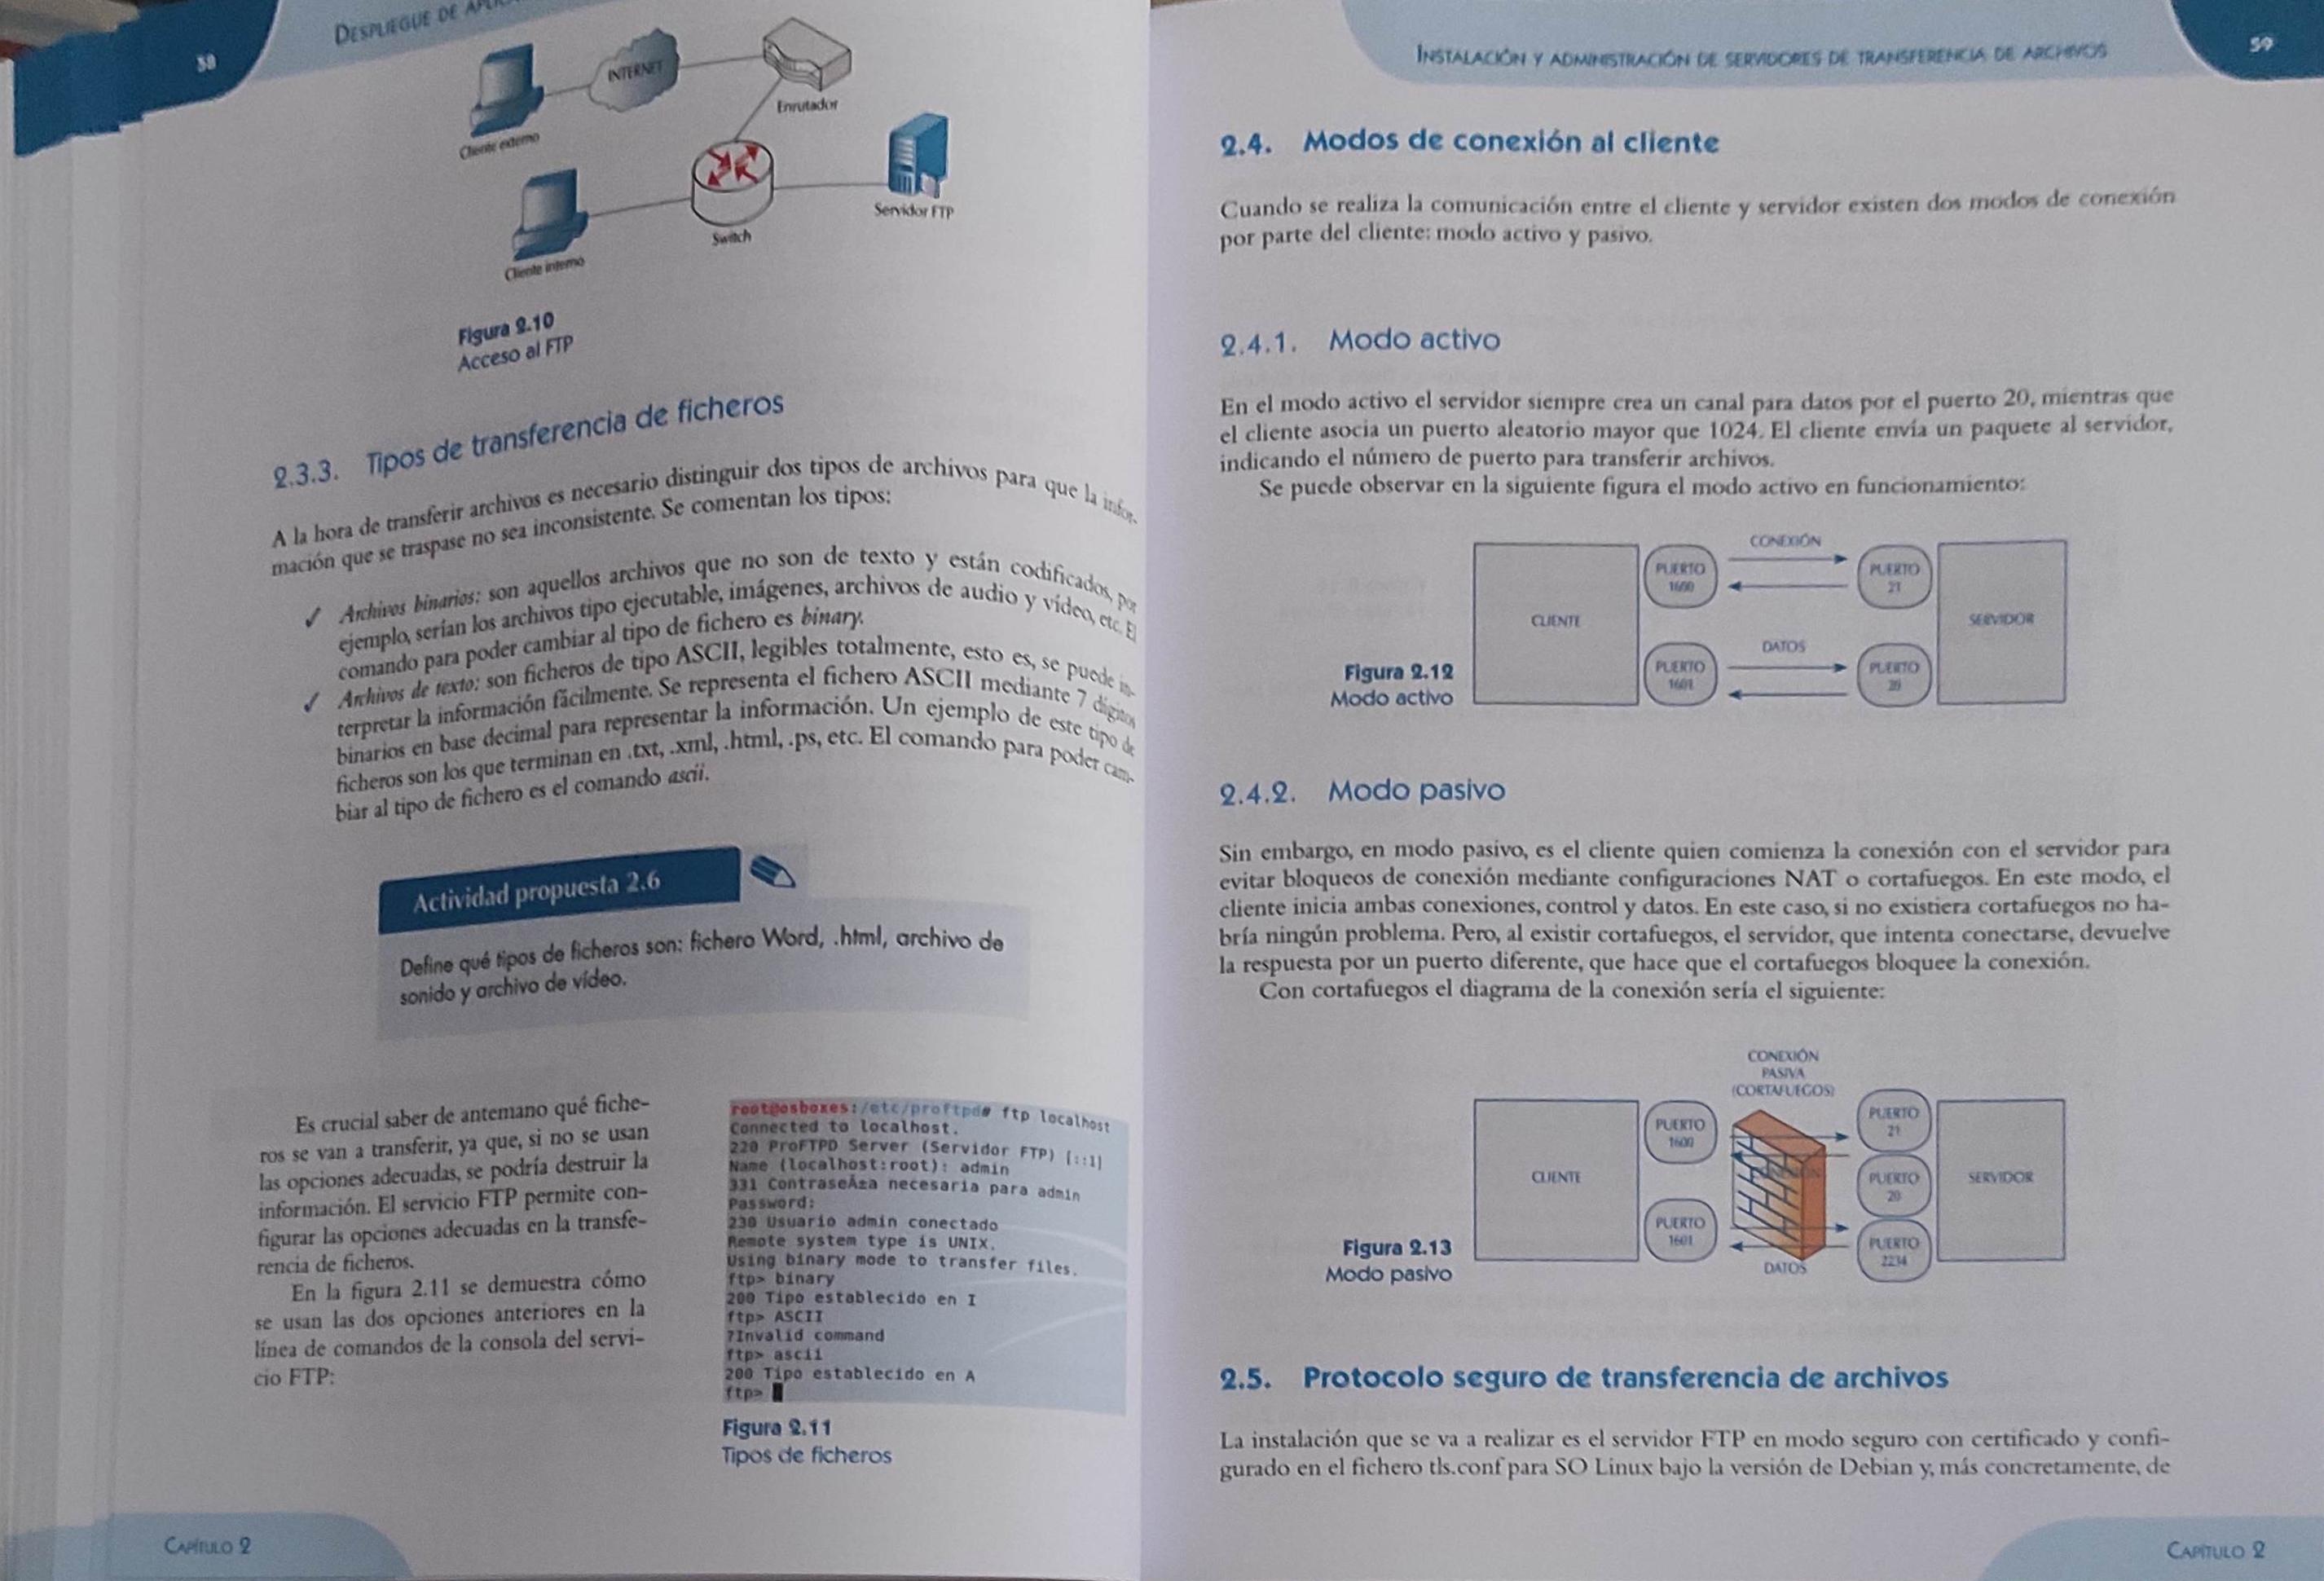 58
DESPLIEGUE DE
INTERNET
Enrutador
Cliente externo
Servidor FTP
Switch
Cliente interno
Figura 2.10
Acceso al FTP
2.3.3. Tipos de transferencia de ficheros
A la hora de transferir archivos es necesario distinguir dos tipos de archivos para que la infor-
mación que se traspase no sea inconsistente. Se comentan los tipos:
✓ Archivos binarios: son aquellos archivos que no son de texto y están codificados, por
ejemplo, serían los archivos tipo ejecutable, imágenes, archivos de audio y vídeo, etc. El
comando para poder cambiar al tipo de fichero es binary.
✓ Archivos de texto: son ficheros de tipo ASCII, legibles totalmente, esto es, se puede in-
terpretar la información fácilmente. Se representa el fichero ASCII mediante 7 dígitos
binarios en base decimal para representar la información. Un ejemplo de este tipo de
ficheros son los que terminan en .txt, .xml, .html, .ps, etc. El comando para poder cam-
biar al tipo de fichero es el comando ascii.
Actividad propuesta 2.6
Define qué tipos de ficheros son: fichero Word, .html, archivo de
sonido y archivo de vídeo.
Es crucial saber de antemano qué fiche-
ros se van a transferir, ya que, si no se usan
las opciones adecuadas, se podría destruir la
información. El servicio FTP permite con-
figurar las opciones adecuadas en la transfe-
rencia de ficheros.
En la figura 2.11 se demuestra cómo
se usan las dos opciones anteriores en la
línea de comandos de la consola del servi-
cio FTP:
root@osboxes:/etc/proftpd# ftp localhost
Connected to localhost.
220 ProFTPD Server (Servidor FTP) [::1]
Name (localhost:root): admin
331 ContraseÃ±a necesaria para admin
Password:
230 Usuario admin conectado
Remote system type is UNIX.
Using binary mode to transfer files.
ftp> binary
200 Tipo establecido en I
ftp> ASCII
?Invalid command
ftp> ascii
200 Tipo establecido en A
ftp>
Figura 2.11
Tipos de ficheros
CAPÍTULO 2
INSTALACIÓN Y ADMINISTRACIÓN DE SERVIDORES DE TRANSFERENCIA DE ARCHIVOS
59
2.4. Modos de conexión al cliente
Cuando se realiza la comunicación entre el cliente y servidor existen dos modos de conexión
por parte del cliente: modo activo y pasivo.
2.4.1. Modo activo
En el modo activo el servidor siempre crea un canal para datos por el puerto 20, mientras que
el cliente asocia un puerto aleatorio mayor que 1024. El cliente envía un paquete al servidor,
indicando el número de puerto para transferir archivos.
Se puede observar en la siguiente figura el modo activo en funcionamiento:
CONEXIÓN
PUERTO
1600
PUERTO
21
CLIENTE
SERVIDOR
DATOS
PUERTO
1601
PUERTO
20
Figura 2.12
Modo activo
2.4.2. Modo pasivo
Sin embargo, en modo pasivo, es el cliente quien comienza la conexión con el servidor para
evitar bloqueos de conexión mediante configuraciones NAT o cortafuegos. En este modo, el
cliente inicia ambas conexiones, control y datos. En este caso, si no existiera cortafuegos no ha-
bría ningún problema. Pero, al existir cortafuegos, el servidor, que intenta conectarse, devuelve
la respuesta por un puerto diferente, que hace que el cortafuegos bloquee la conexión.
Con cortafuegos el diagrama de la conexión sería el siguiente:
CONEXIÓN
PASIVA
(CORTAFUEGOS)
PUERTO
1600
PUERTO
21
CLIENTE
PUERTO
20
SERVIDOR
PUERTO
1601
PUERTO
2234
DATOS
Figura 2.13
Modo pasivo
2.5. Protocolo seguro de transferencia de archivos
La instalación que se va a realizar es el servidor FTP en modo seguro con certificado y confi-
gurado en el fichero tls.conf para SO Linux bajo la versión de Debian y, más concretamente, de
CAPÍTULO 2